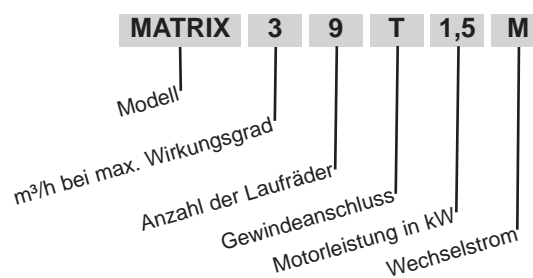 MATRIX 3 9 T 1,5 M
Modell
m³/h bei max. Wirkungsgrad
Anzahl der Laufräder
Gewindeanschluss
Motorleistung in kW
Wechselstrom